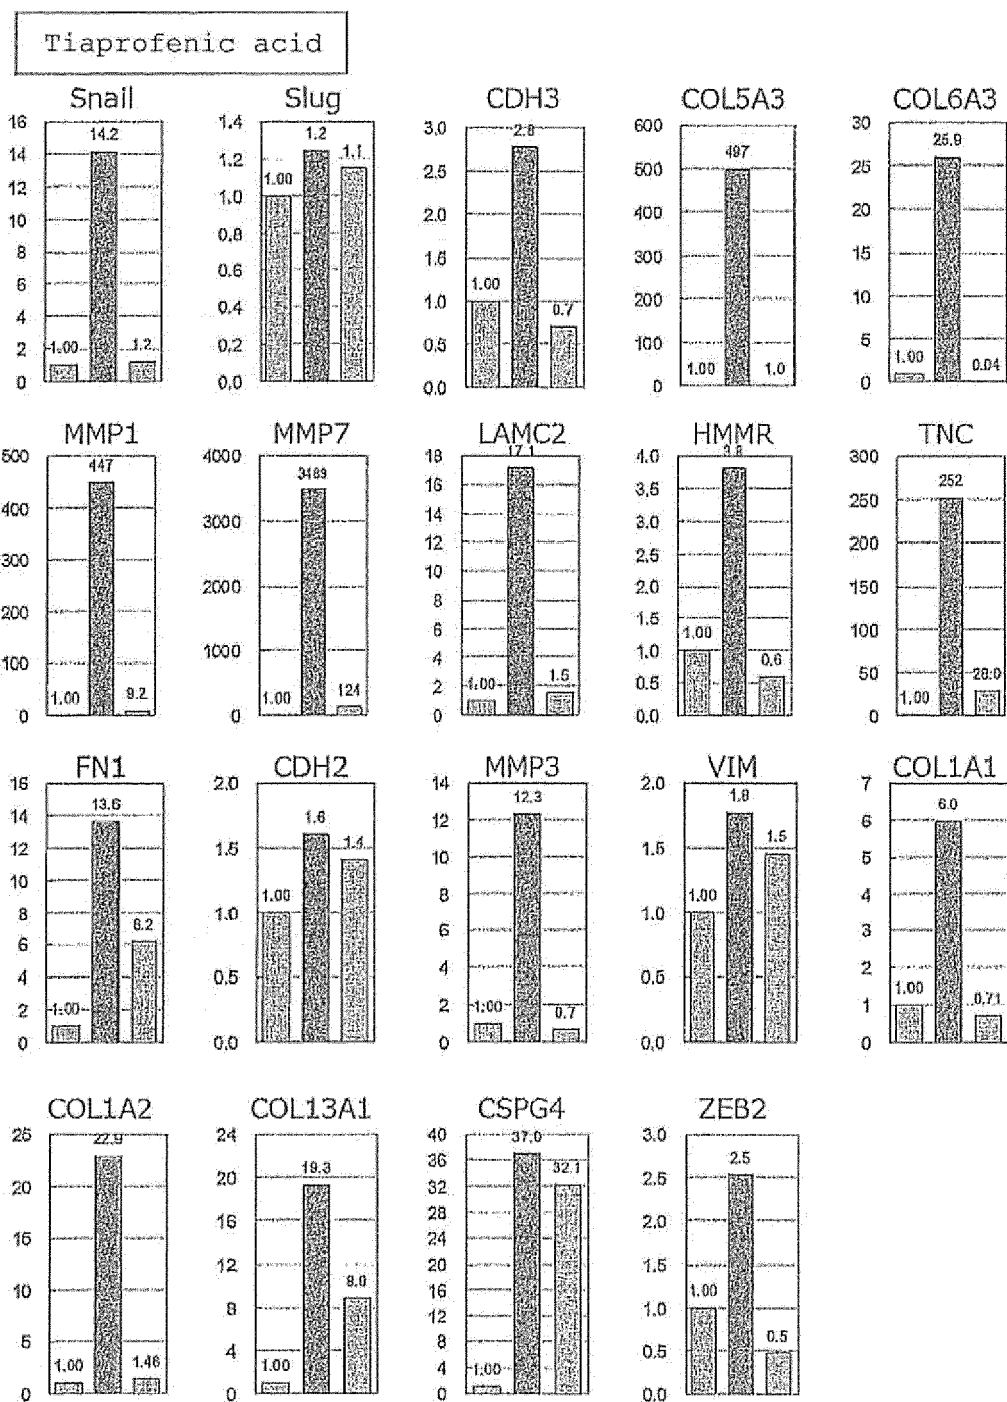 Tiaprofenic acid
Snail Slug CDH3 COL5A3 COL6A3
16 14 12 10 8 6 4 2 0
1.00 14.2 1.2
1.4 1.2 1.0 0.8 0.6 0.4 0.2 0.0
1.00 1.2 1.1
3.0 2.5 2.0 1.5 1.0 0.5 0.0
1.00 2.8 0.7
600 500 400 300 200 100 0
1.00 497 1.0
30 25 20 15 10 5 0
1.00 25.9 0.04
MMP1 MMP7 LAMC2 HMMR TNC
500 400 300 200 100 0
1.00 447 9.2
4000 3000 2000 1000 0
1.00 3489 124
18 16 14 12 10 8 6 4 2 0
1.00 17.1 1.5
4.0 3.5 3.0 2.5 2.0 1.5 1.0 0.5 0.0
1.00 3.8 0.6
300 250 200 150 100 50 0
1.00 252 28.0
FN1 CDH2 MMP3 VIM COL1A1
16 14 12 10 8 6 4 2 0
1.00 13.6 6.2
2.0 1.5 1.0 0.5 0.0
1.00 1.6 1.4
14 12 10 8 6 4 2 0
1.00 12.3 0.7
2.0 1.5 1.0 0.5 0.0
1.00 1.8 1.5
7 6 5 4 3 2 1 0
1.00 6.0 0.71
COL1A2 COL13A1 CSPG4 ZEB2
25 20 15 10 5 0
1.00 22.9 1.46
24 20 16 12 8 4 0
1.00 19.3
40 36 32 28 24 20 16 12 8 4 0
1.00 37.0 32.1
3.0 2.5 2.0 1.5 1.0 0.5 0.0
1.00 2.5 0.5